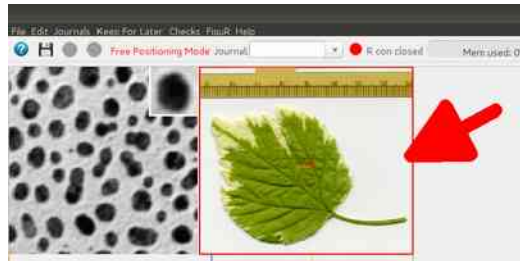 File Edit Journals Keep For Later Checks FiguR Help
Free Positioning Mode Journal: R con closed Mem used: 0